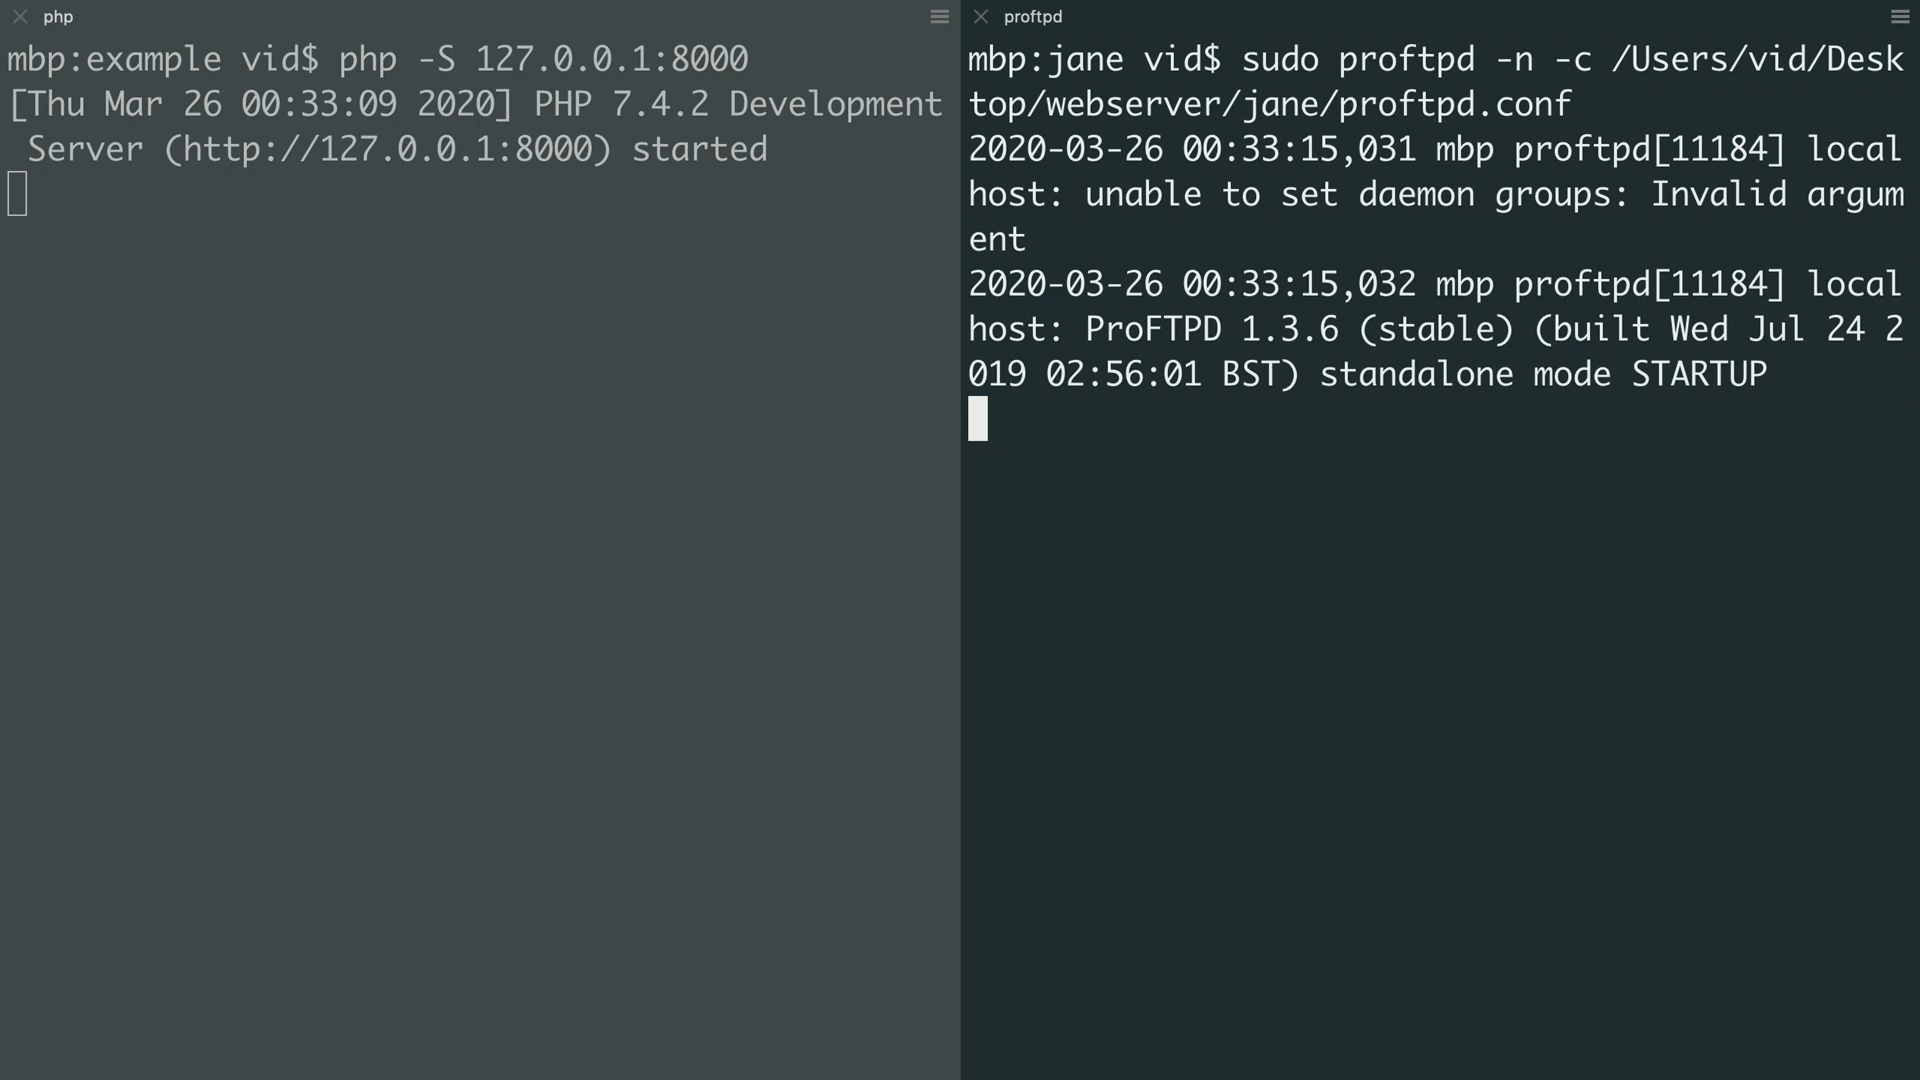 php
mbp:example vid$ php -S 127.0.0.1:8000
[Thu Mar 26 00:33:09 2020] PHP 7.4.2 Development
Server (http://127.0.0.1:8000) started
proftpd
mbp:jane vid$ sudo proftpd -n -c /Users/vid/Desk
top/webserver/jane/proftpd.conf
2020-03-26 00:33:15,031 mbp proftpd[11184] local
host: unable to set daemon groups: Invalid argum
ent
2020-03-26 00:33:15,032 mbp proftpd[11184] local
host: ProFTPD 1.3.6 (stable) (built Wed Jul 24 2
019 02:56:01 BST) standalone mode STARTUP